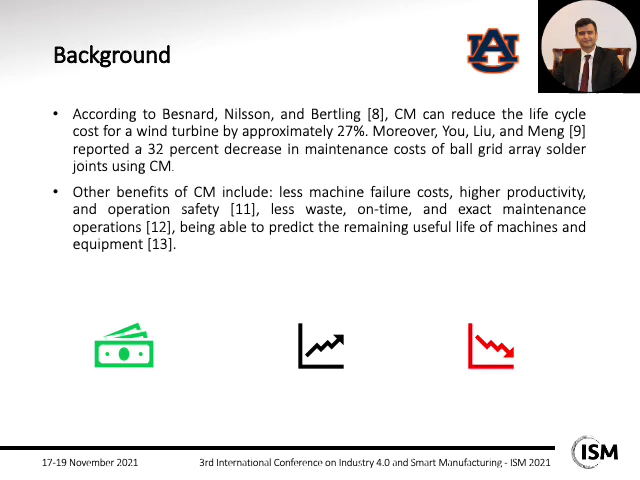 Background
• According to Besnard, Nilsson, and Bertling [8], CM can reduce the life cycle
cost for a wind turbine by approximately 27%. Moreover, You, Liu, and Meng [9]
reported a 32 percent decrease in maintenance costs of ball grid array solder
joints using CM.
• Other benefits of CM include: less machine failure costs, higher productivity,
and operation safety [11], less waste, on-time, and exact maintenance
operations [12], being able to predict the remaining useful life of machines and
equipment [13].
17-19 November 2021
3rd International Conference on Industry 4.0 and Smart Manufacturing - ISM 2021
ISM